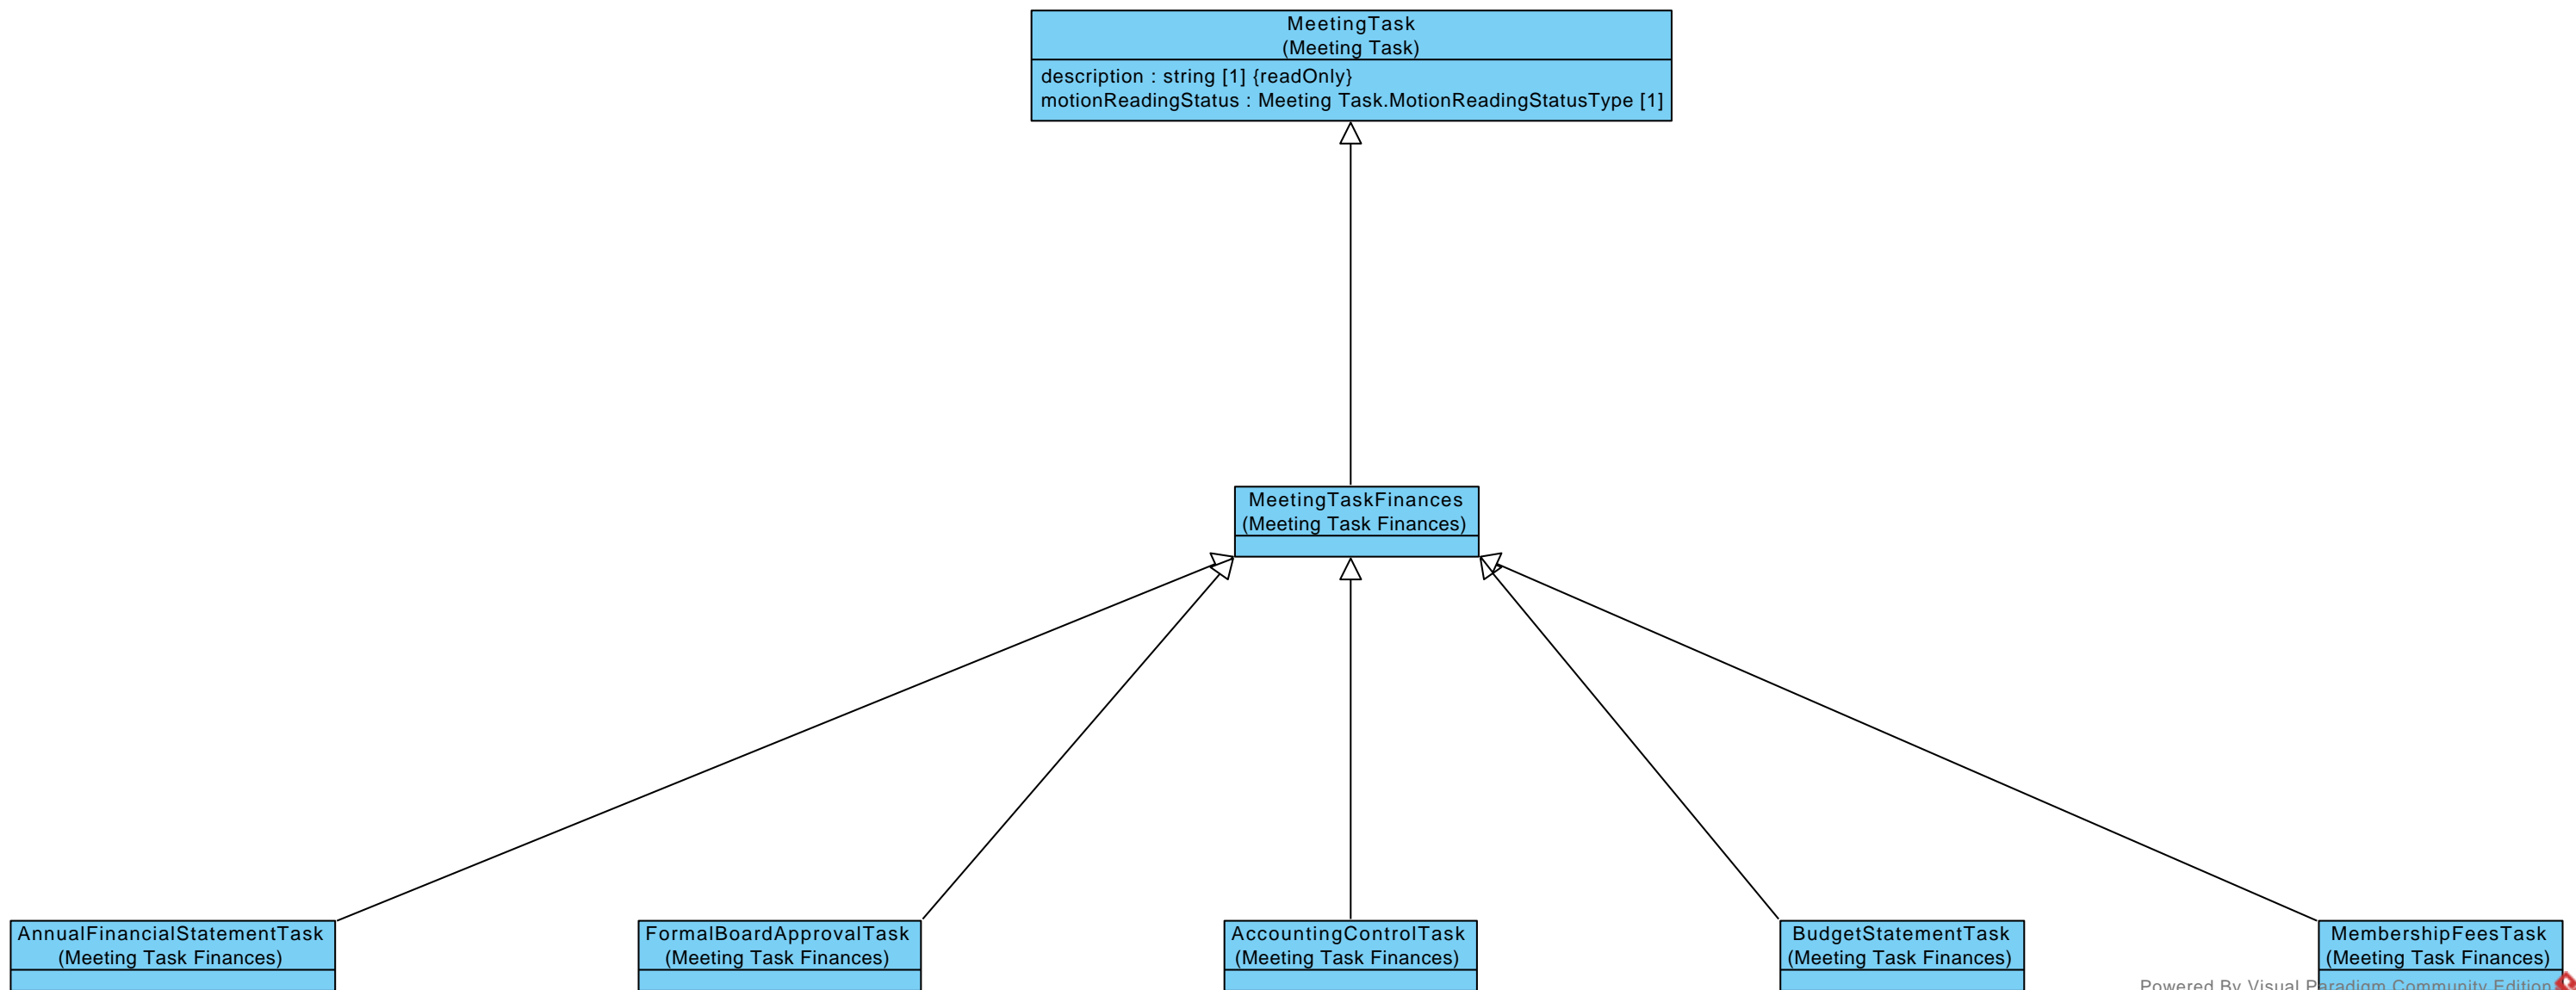 MeetingTask
(Meeting Task)
description : string [1] {readOnly}
motionReadingStatus : Meeting Task.MotionReadingStatusType [1]
MeetingTaskFinances
(Meeting Task Finances)
AnnualFinancialStatementTask
(Meeting Task Finances)
FormalBoardApprovalTask
(Meeting Task Finances)
AccountingControlTask
(Meeting Task Finances)
BudgetStatementTask
(Meeting Task Finances)
MembershipFeesTask
(Meeting Task Finances)
Powered By Visual Paradigm Community Edition